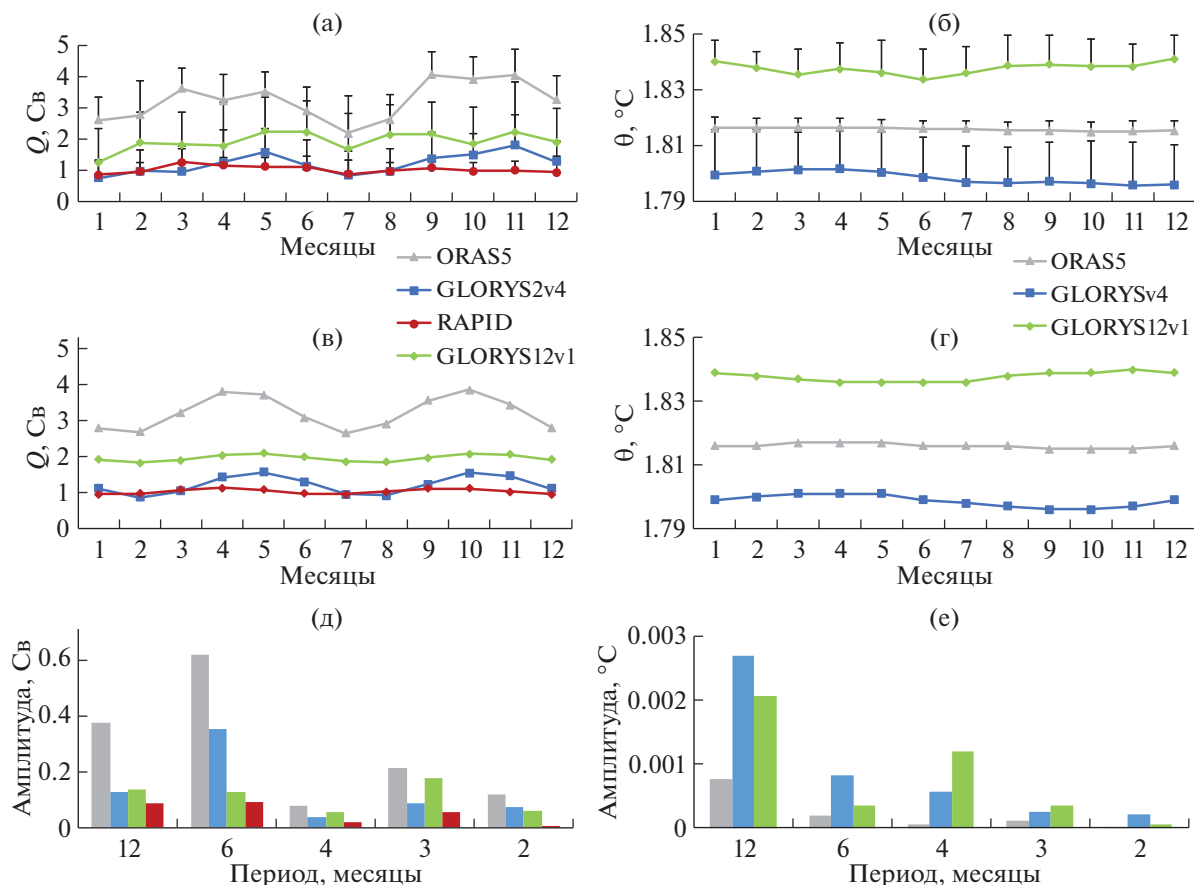 (а)
Q, Св
5
4
3
2
1
0
1 2 3 4 5 6 7 8 9 10 11 12
Месяцы
(б)
θ, °C
1.85
1.83
1.81
1.79
1 2 3 4 5 6 7 8 9 10 11 12
Месяцы
ORAS5
GLORYS2v4
RAPID
GLORYS12v1
ORAS5
GLORYSv4
GLORYS12v1
(в)
Q, Св
5
4
3
2
1
0
1 2 3 4 5 6 7 8 9 10 11 12
Месяцы
(г)
θ, °C
1.85
1.83
1.81
1.79
1 2 3 4 5 6 7 8 9 10 11 12
Месяцы
(д)
Амплитуда, Св
0.6
0.4
0.2
0
12 6 4 3 2
Период, месяцы
(е)
Амплитуда, °C
0.003
0.002
0.001
0
12 6 4 3 2
Период, месяцы